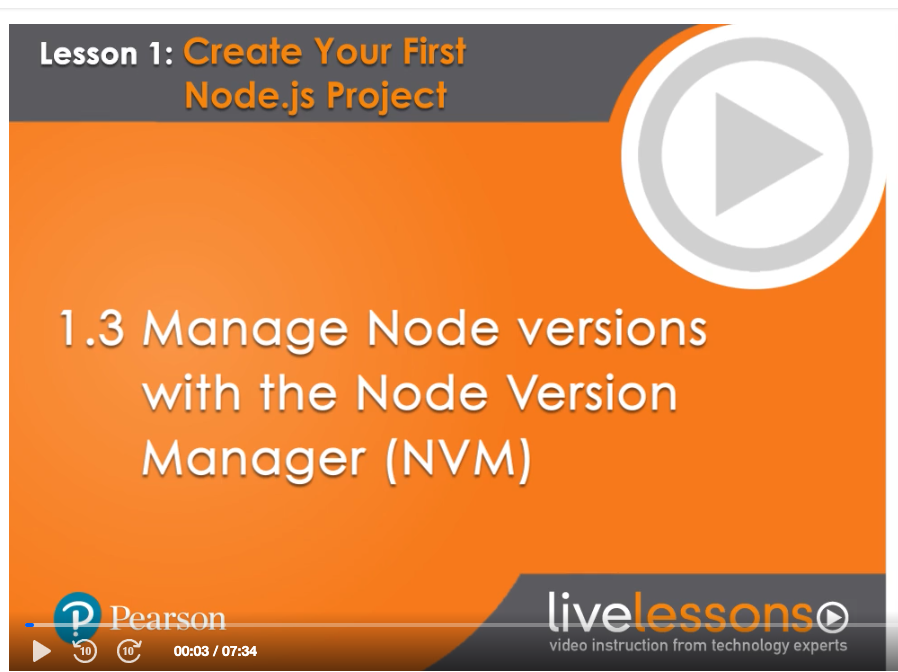 Lesson 1: Create Your First
Node.js Project
1.3 Manage Node versions
with the Node Version
Manager (NVM)
Pearson
livelessons
video instruction from technology experts
10 10 00:03 / 07:34